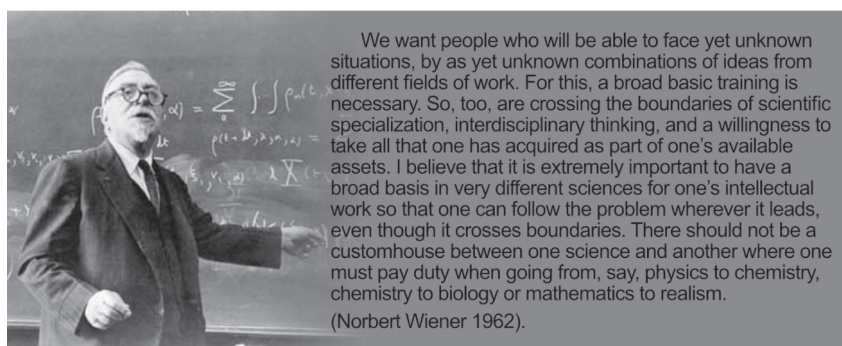 We want people who will be able to face yet unknown
situations, by as yet unknown combinations of ideas from
different fields of work. For this, a broad basic training is
necessary. So, too, are crossing the boundaries of scientific
specialization, interdisciplinary thinking, and a willingness to
take all that one has acquired as part of one's available
assets. I believe that it is extremely important to have a
broad basis in very different sciences for one's intellectual
work so that one can follow the problem wherever it leads,
even though it crosses boundaries. There should not be a
customhouse between one science and another where one
must pay duty when going from, say, physics to chemistry,
chemistry to biology or mathematics to realism.
(Norbert Wiener 1962).